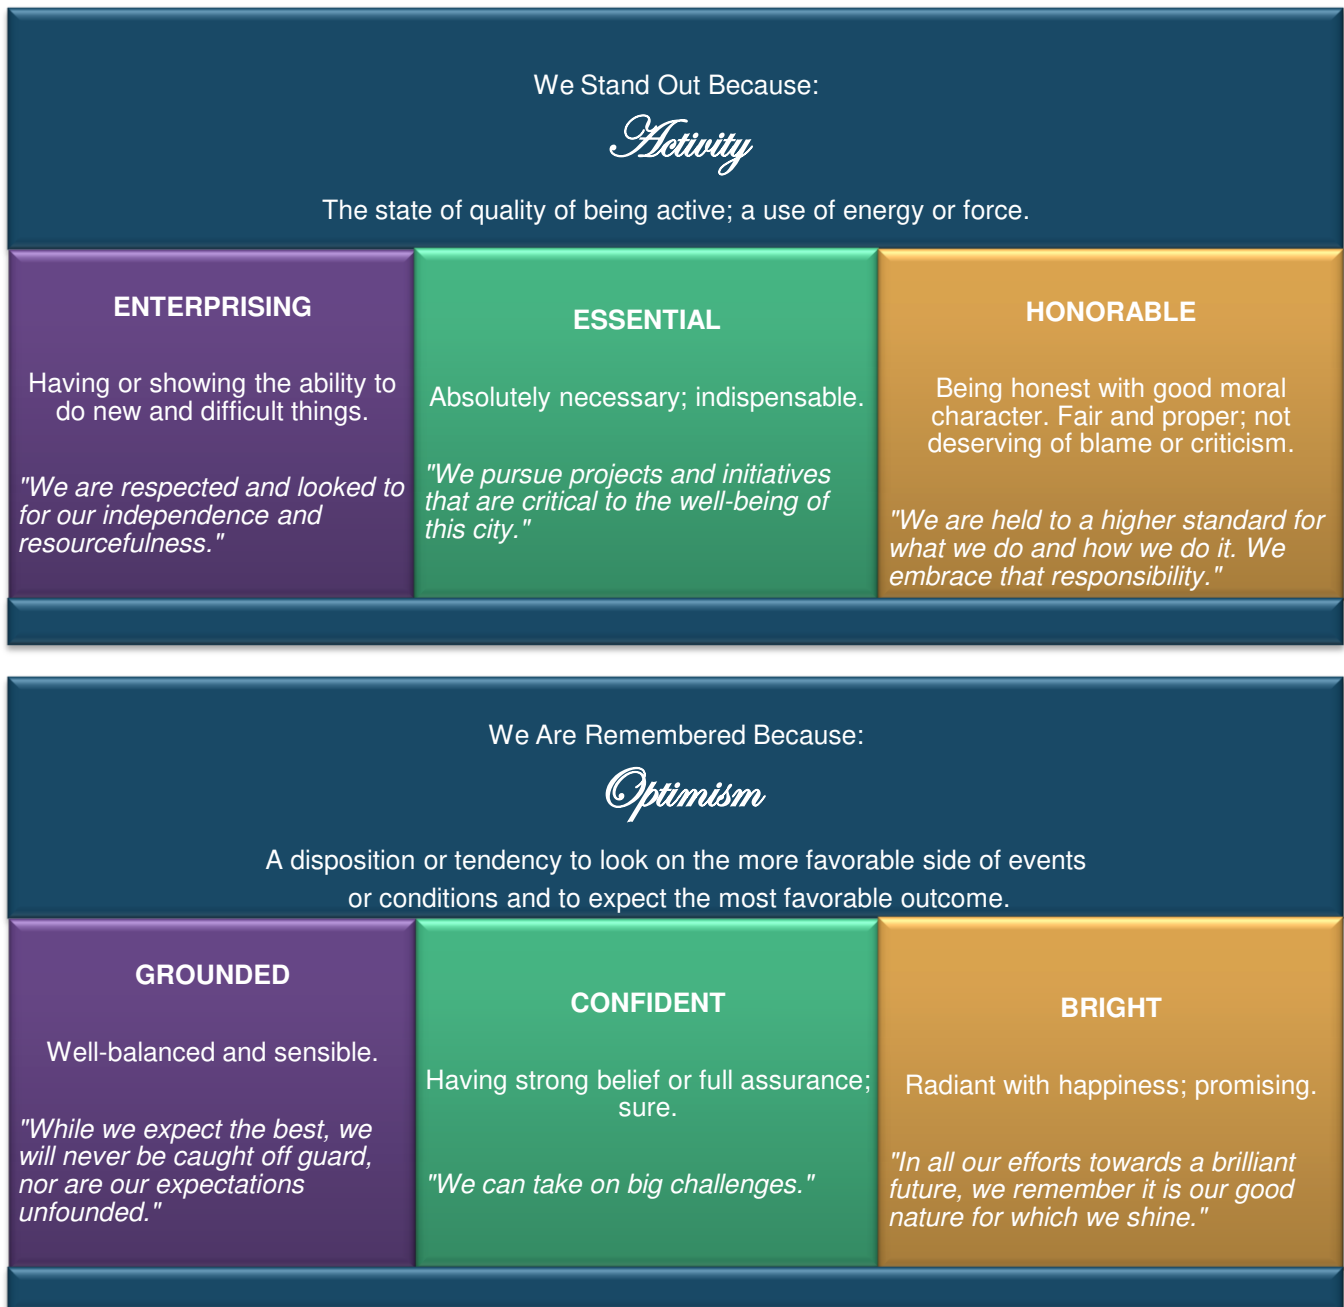 We Stand Out Because:
Activity
The state of quality of being active; a use of energy or force.
ENTERPRISING
Having or showing the ability to
do new and difficult things.
"We are respected and looked to
for our independence and
resourcefulness."
ESSENTIAL
Absolutely necessary; indispensable.
"We pursue projects and initiatives
that are critical to the well-being of
this city."
HONORABLE
Being honest with good moral
character. Fair and proper; not
deserving of blame or criticism.
"We are held to a higher standard for
what we do and how we do it. We
embrace that responsibility."
We Are Remembered Because:
Optimism
A disposition or tendency to look on the more favorable side of events
or conditions and to expect the most favorable outcome.
GROUNDED
Well-balanced and sensible.
"While we expect the best, we
will never be caught off guard,
nor are our expectations
unfounded."
CONFIDENT
Having strong belief or full assurance;
sure.
"We can take on big challenges."
BRIGHT
Radiant with happiness; promising.
"In all our efforts towards a brilliant
future, we remember it is our good
nature for which we shine."